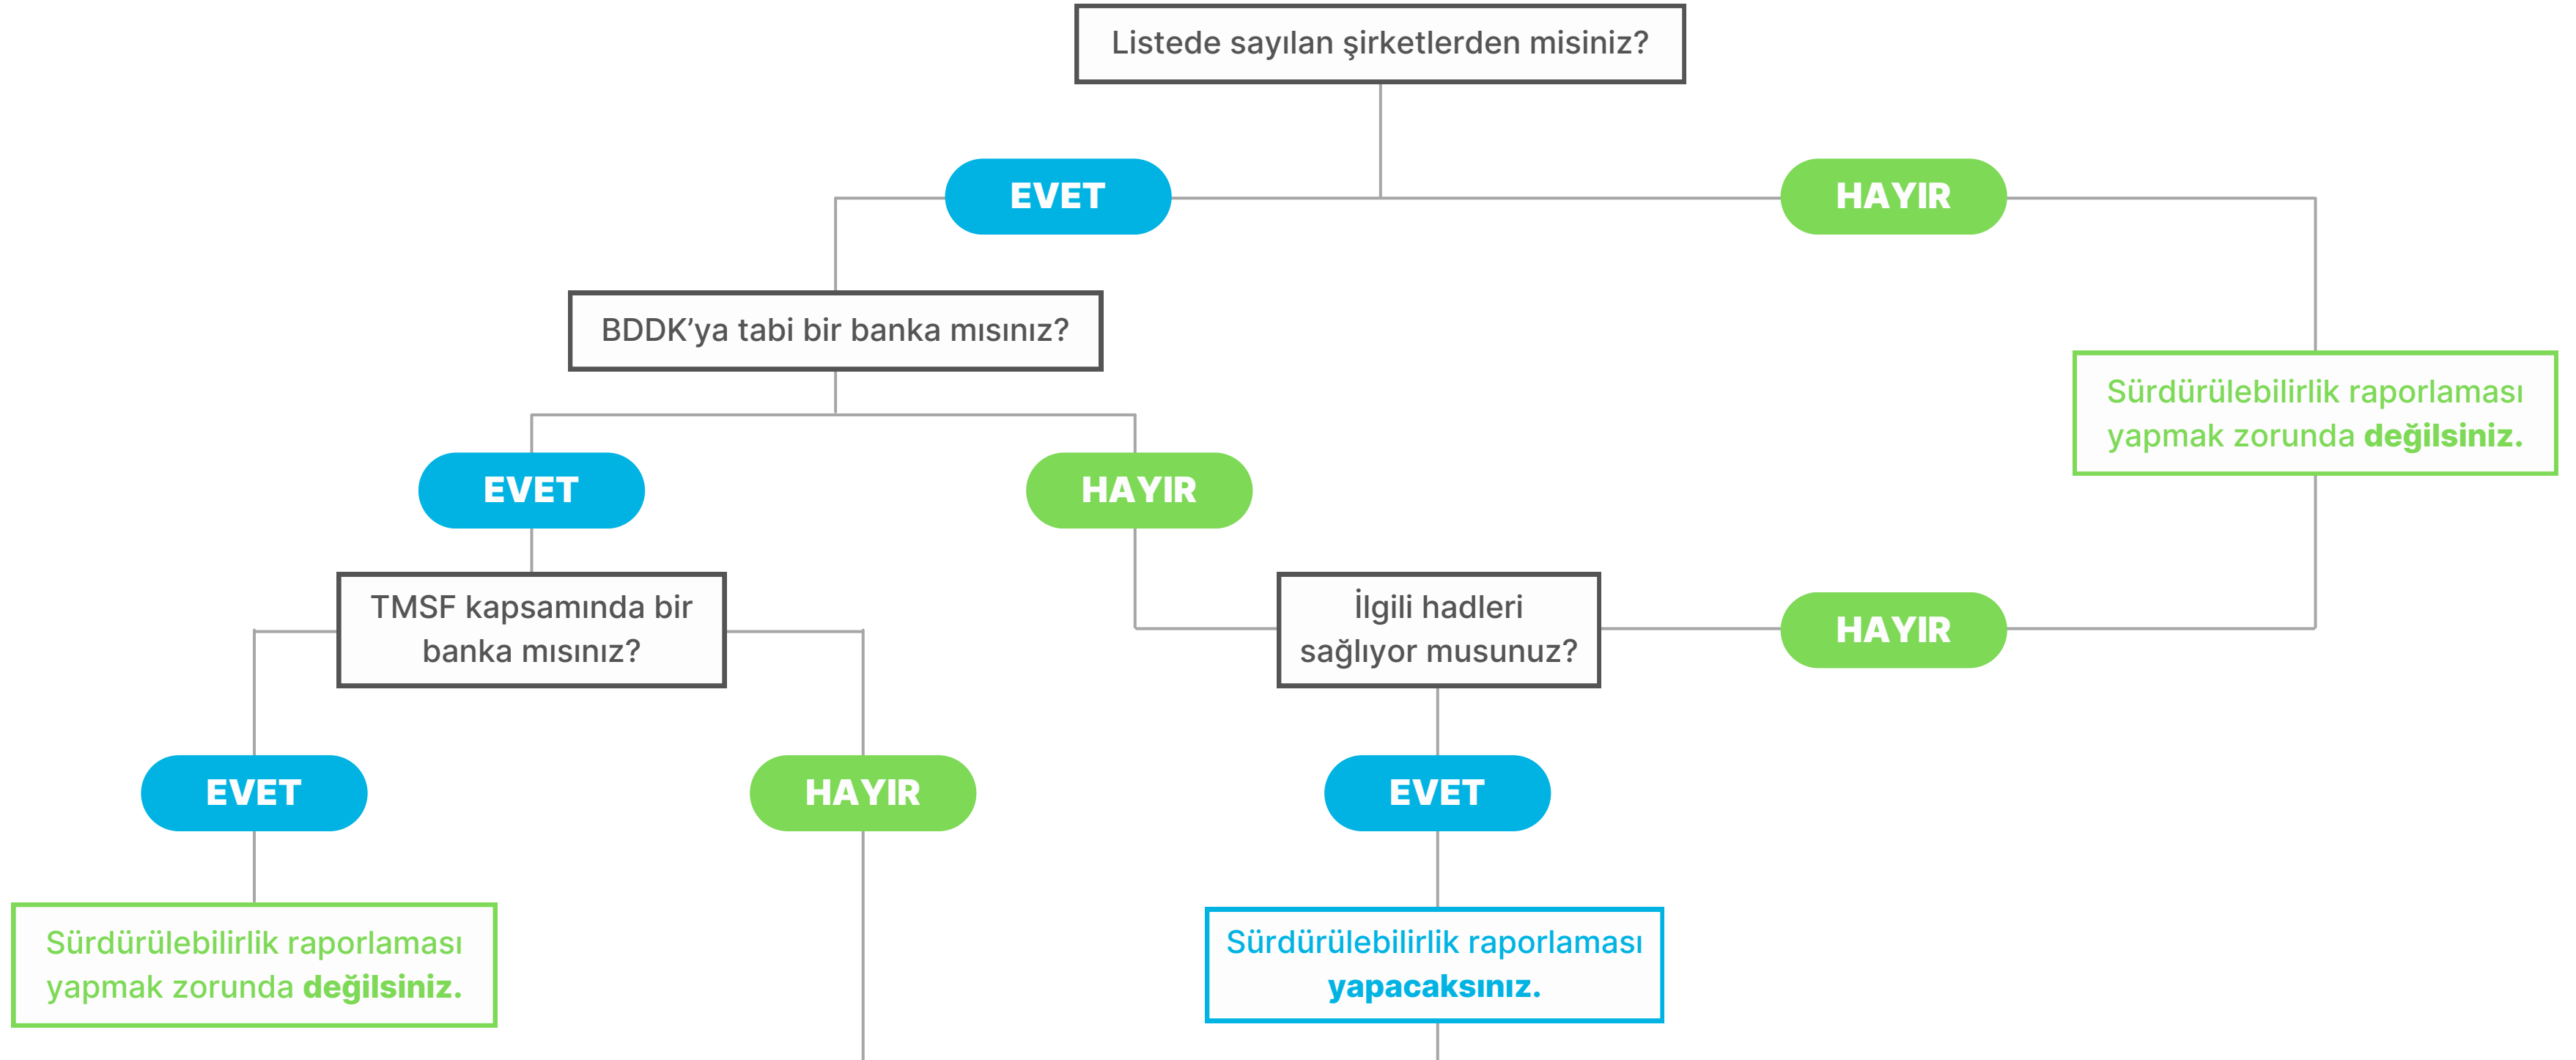 Listede sayılan şirketlerden misiniz?
EVET
HAYIR
BDDK’ya tabi bir banka mısınız?
Sürdürülebilirlik raporlaması
yapmak zorunda değilsiniz.
EVET
HAYIR
TMSF kapsamında bir
banka mısınız?
İlgili hadleri
sağlıyor musunuz?
HAYIR
EVET
HAYIR
EVET
Sürdürülebilirlik raporlaması
yapmak zorunda değilsiniz.
Sürdürülebilirlik raporlaması
yapacaksınız.